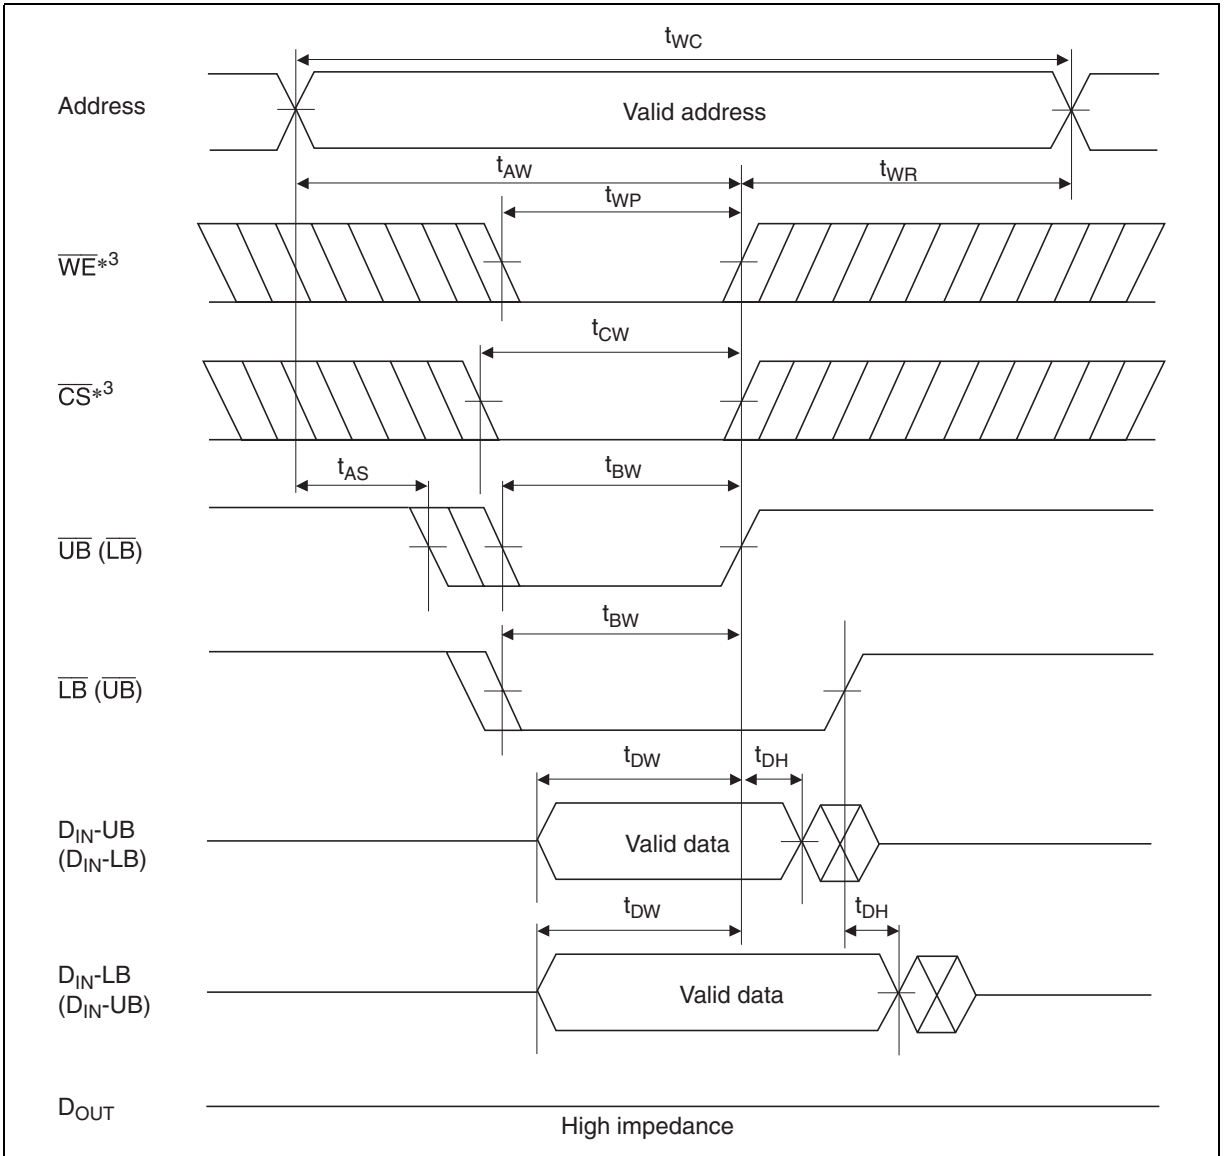 tWC
Address
Valid address
tAW
tWR
tWP
WE*3
tCW
CS*3
tAS
tBW
UB (LB)
tBW
LB (UB)
tDW
tDH
DIN-UB
(DIN-LB)
Valid data
tDW
tDH
DIN-LB
(DIN-UB)
Valid data
DOUT
High impedance